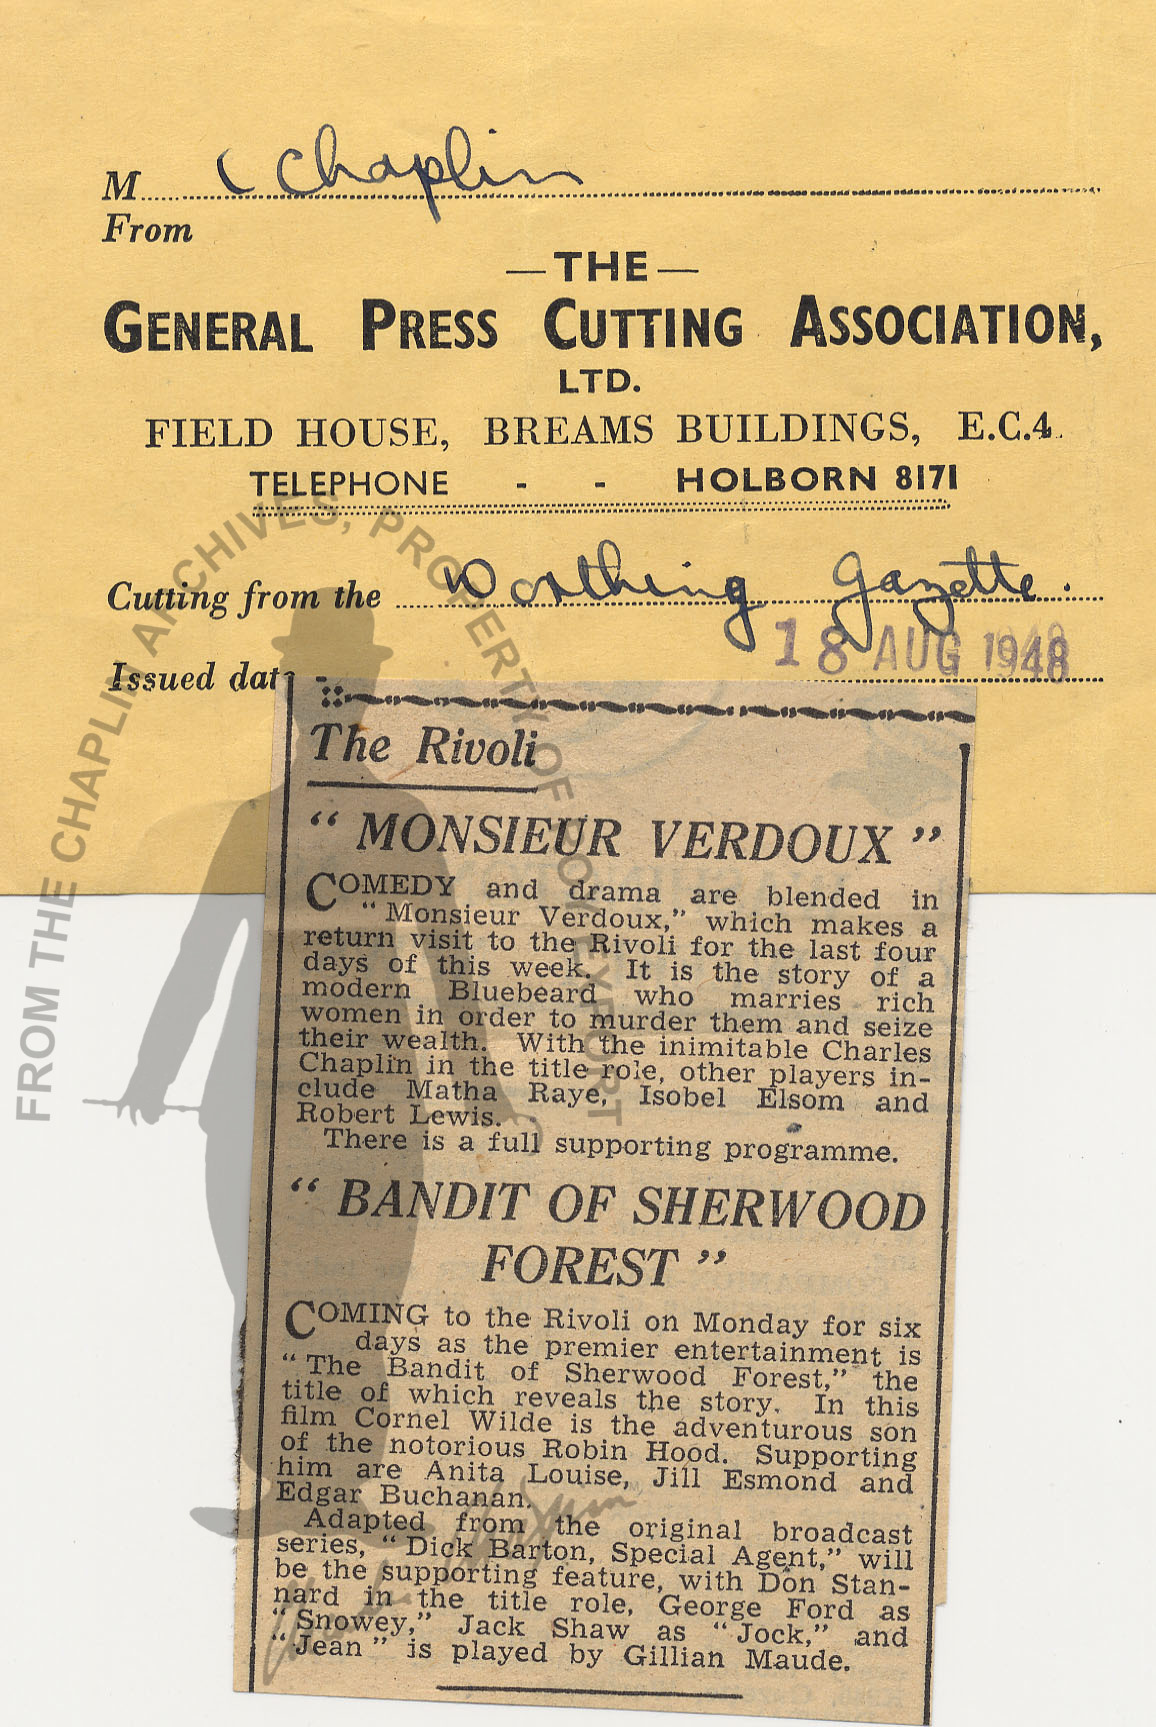 M C Chaplin
From
—THE—
GENERAL PRESS CUTTING ASSOCIATION,
LTD.
FIELD HOUSE, BREAMS BUILDINGS, E.C.4.
TELEPHONE - - HOLBORN 8171
Cutting from the Worthing Gazette.
18 AUG 1948
Issued dat
The Rivoli
“ MONSIEUR VERDOUX ”
COMEDY and drama are blended in
“ Monsieur Verdoux,” which makes a
return visit to the Rivoli for the last four
days of this week. It is the story of a
modern Bluebeard who marries rich
women in order to murder them and seize
their wealth. With the inimitable Charles
Chaplin in the title role, other players in-
clude Matha Raye, Isobel Elsom and
Robert Lewis.
There is a full supporting programme.
“ BANDIT OF SHERWOOD
FOREST ”
COMING to the Rivoli on Monday for six
days as the premier entertainment is
“ The Bandit of Sherwood Forest,” the
title of which reveals the story. In this
film Cornel Wilde is the adventurous son
of the notorious Robin Hood. Supporting
him are Anita Louise, Jill Esmond and
Edgar Buchanan.
Adapted from the original broadcast
series, “ Dick Barton, Special Agent,” will
be the supporting feature, with Don Stan-
nard in the title role, George Ford as
“ Snowey,” Jack Shaw as “ Jock,” and
“ Jean ” is played by Gillian Maude.
FROM THE CHAPLIN ARCHIVES, PROPERTY OF ROY EXPORT